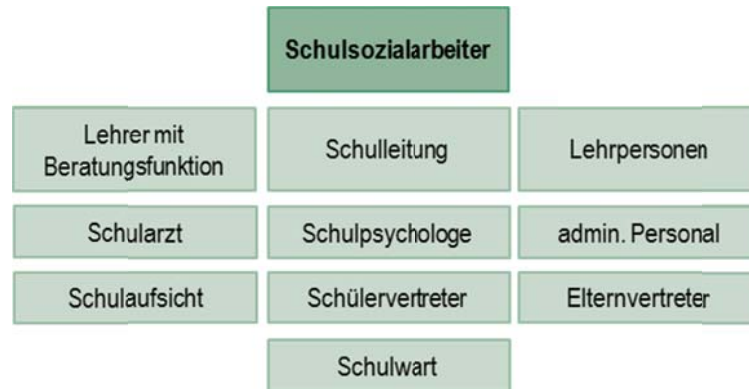 Schulsozialarbeiter
Lehrer mit
Beratungsfunktion
Schulleitung
Lehrpersonen
Schularzt
Schulpsychologe
admin. Personal
Schulaufsicht
Schülervertreter
Elternvertreter
Schulwart